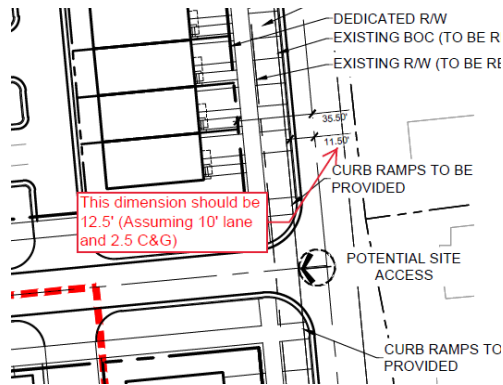 DEDICATED R/W
EXISTING BOC (TO BE R
EXISTING R/W (TO BE RE
35.50'
11.50'
CURB RAMPS TO BE
PROVIDED
This dimension should be
12.5' (Assuming 10' lane
and 2.5 C&G)
POTENTIAL SITE
ACCESS
CURB RAMPS TO
PROVIDED